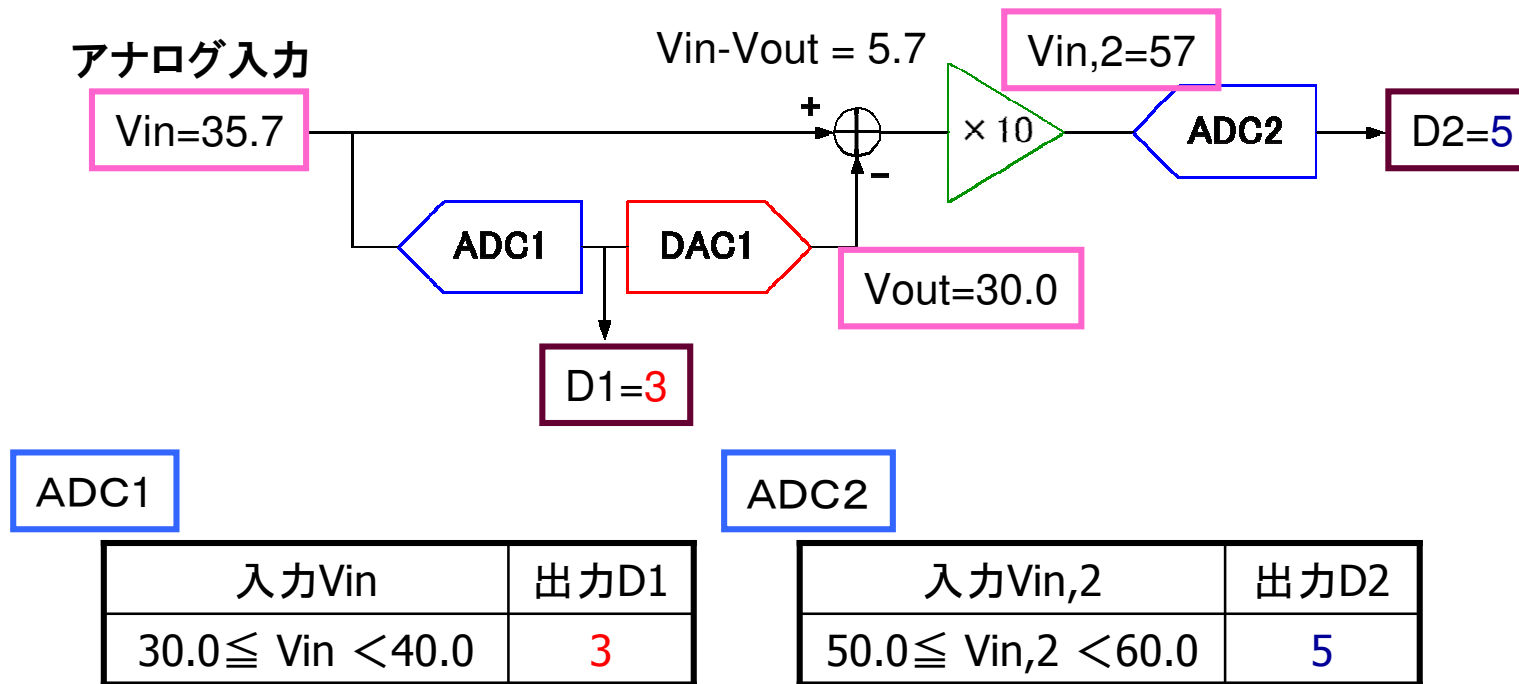 アナログ入力
Vin-Vout = 5.7
Vin,2=57
Vin=35.7
+
×10
ADC2
D2=5
-
ADC1
DAC1
Vout=30.0
D1=3
ADC1
ADC2
入力Vin 出力D1
30.0≦ Vin <40.0 3
入力Vin,2 出力D2
50.0≦ Vin,2 <60.0 5